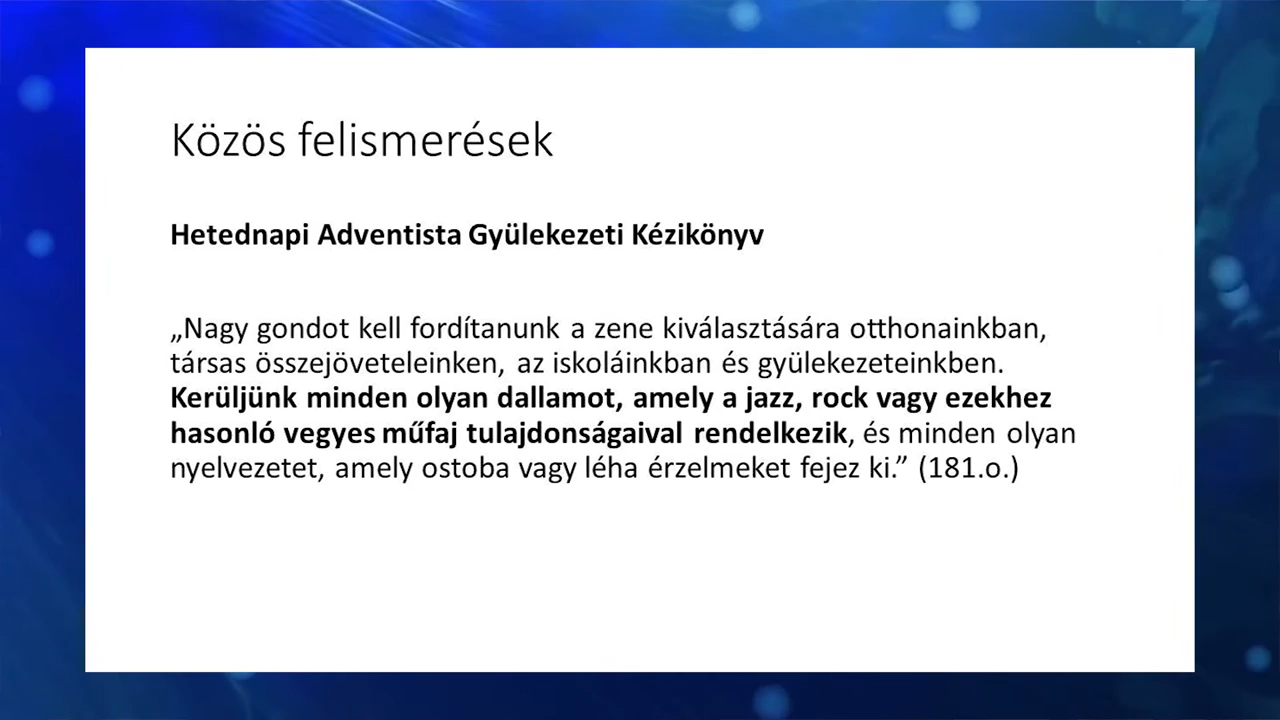 Közös felismerések
Hetednapi Adventista Gyülekezeti Kézikönyv
„Nagy gondot kell fordítanunk a zene kiválasztására otthonainkban,
társas összejöveteleinken, az iskoláinkban és gyülekezeteinkben.
Kerüljünk minden olyan dallamot, amely a jazz, rock vagy ezekhez
hasonló vegyes műfaj tulajdonságaival rendelkezik, és minden olyan
nyelvezetet, amely ostoba vagy léha érzelmeket fejez ki.” (181.o.)